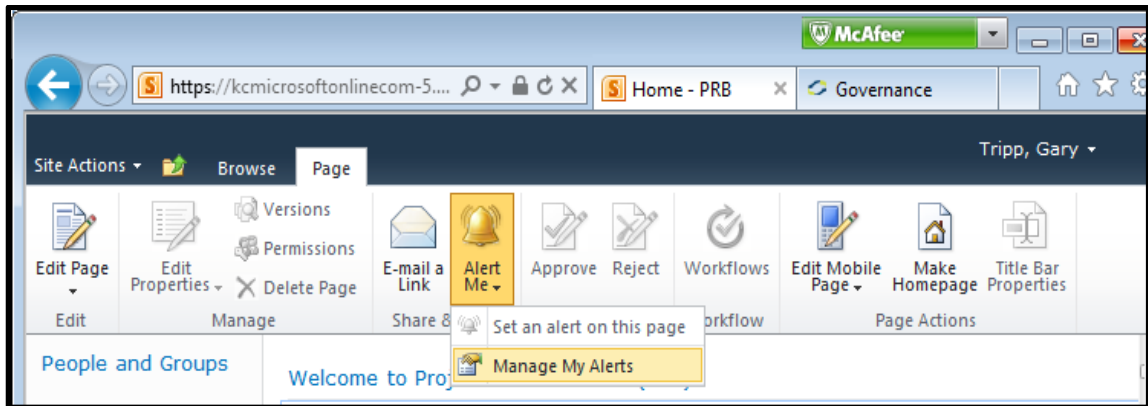 McAfee
https://kcmicrosoftonlinecom-5....
Home - PRB
Governance
Tripp, Gary
Site Actions
Browse
Page
Versions
Permissions
Delete Page
Edit Page
Edit Properties
E-mail a Link
Alert Me
Approve
Reject
Workflows
Edit Mobile Page
Make Homepage
Title Bar Properties
Edit
Manage
Share &
orkflow
Page Actions
Set an alert on this page
Manage My Alerts
People and Groups
Welcome to Pro